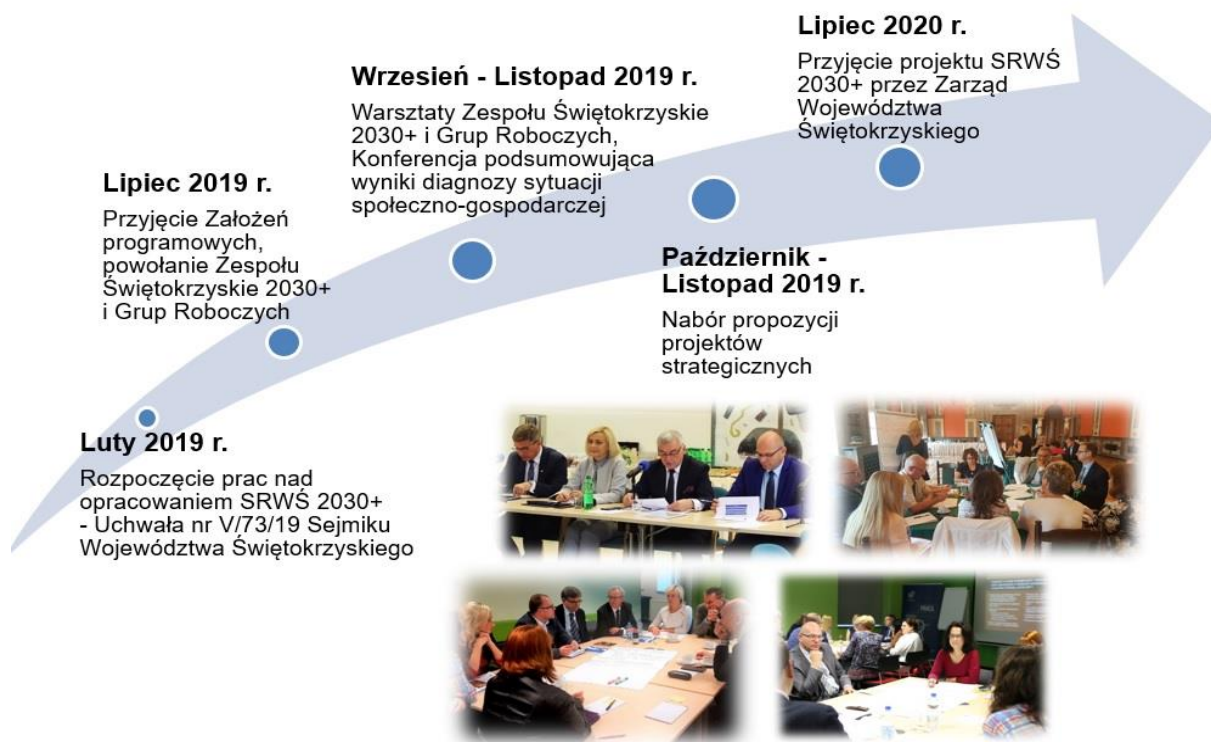 Luty 2019 r.
Rozpoczęcie prac nad
opracowaniem SRWŚ 2030+
- Uchwała nr V/73/19 Sejmiku
Województwa Świętokrzyskiego
Lipiec 2019 r.
Przyjęcie Założeń
programowych,
powołanie Zespołu
Świętokrzyskie 2030+
i Grup Roboczych
Wrzesień - Listopad 2019 r.
Warsztaty Zespołu Świętokrzyskie
2030+ i Grup Roboczych,
Konferencja podsumowująca
wyniki diagnozy sytuacji
społeczno-gospodarczej
Październik -
Listopad 2019 r.
Nabór propozycji
projektów
strategicznych
Lipiec 2020 r.
Przyjęcie projektu SRWŚ
2030+ przez Zarząd
Województwa
Świętokrzyskiego